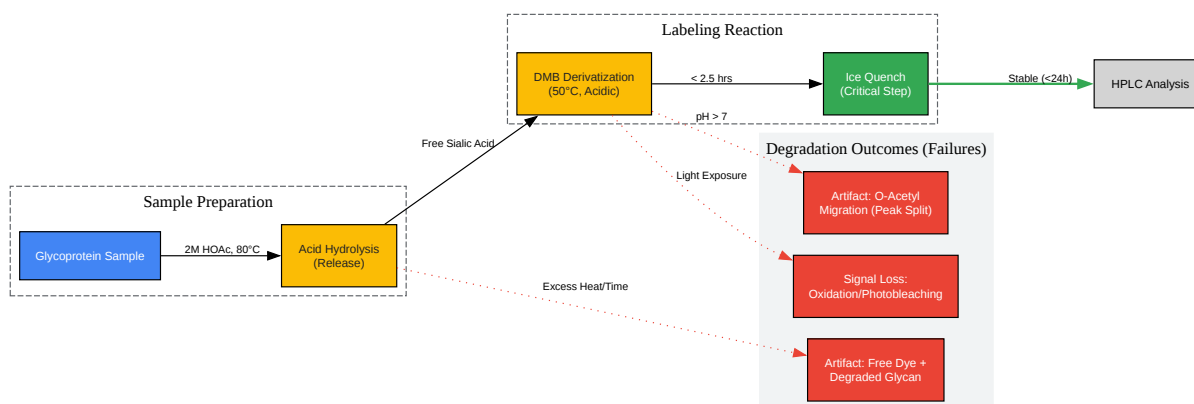 Labeling Reaction
DMB Derivatization
(50°C, Acidic)
< 2.5 hrs
Ice Quench
(Critical Step)
Stable (<24h)
HPLC Analysis
pH > 7
Free Sialic Acid
Degradation Outcomes (Failures)
Light Exposure
Artifact: O-Acetyl
Migration (Peak Split)
Sample Preparation
Glycoprotein Sample
2M HOAc, 80°C
Acid Hydrolysis
(Release)
Signal Loss:
Oxidation/Photobleaching
Excess Heat/Time
Artifact: Free Dye +
Degraded Glycan